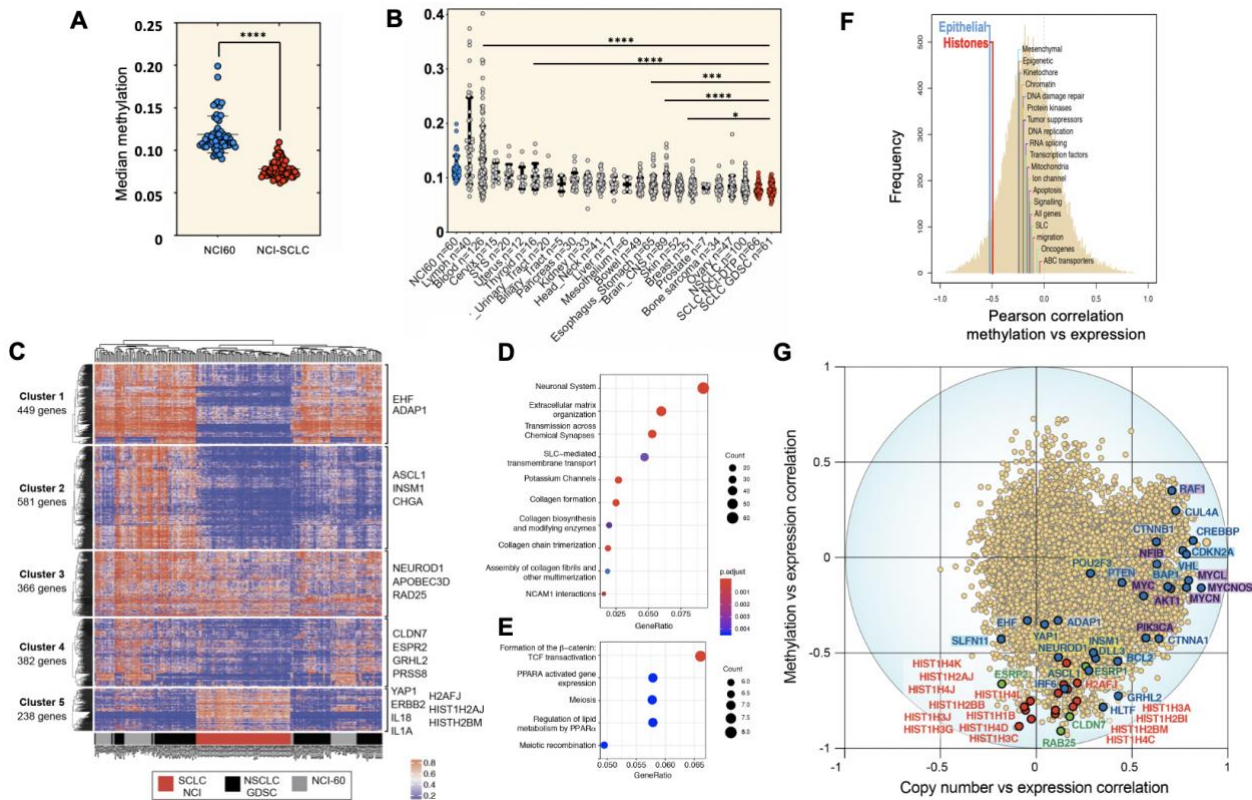 A
****
Median methylation
0.20
0.15
0.10
0.05
0
NCI60
NCI-SCLC
B
0.4
0.3
0.2
0.1
0
****
****
***
****
*
NCI60 n=60
Lymph n=40
Blood n=126
Cervix n=15
STS n=20
Uterus n=12
Thyroid n=16
Urinary_Tract n=20
Biliary_Tract n=5
Pancreas n=30
Kidney n=33
Head_Neck n=41
Liver n=17
Mesothelium n=6
Bowel n=49
Esophagus_Stomach n=65
Brain_Cns n=89
Skin n=52
Breast n=51
Prostate n=7
Bone sarcoma n=34
Ovary n=47
NSCLC n=100
SCLC NCI-DTP n=66
SCLC GDSC n=61
F
Epithelial
Histones
Mesenchymal
Epigenetic
Kinetochore
Chromatin
DNA damage repair
Protein kinases
Tumor suppressors
DNA replication
RNA splicing
Transcription factors
Mitochondria
Ion channel
Apoptosis
Signalling
All genes
SLC
migration
Oncogenes
ABC transporters
Frequency
500
400
300
200
100
0
-1.0
-0.5
0.0
0.5
1.0
Pearson correlation
methylation vs expression
C
Cluster 1
449 genes
EHF
ADAP1
Cluster 2
581 genes
ASCL1
INSM1
CHGA
Cluster 3
366 genes
NEUROD1
APOBEC3D
RAD25
Cluster 4
382 genes
CLDN7
ESPR2
GRHL2
PRSS8
Cluster 5
238 genes
YAP1
ERBB2
IL18
IL1A
H2AFJ
HIST1H2AJ
HISTH2BM
SCLC
NCI
NSCLC
GDSC
NCI-60
0.8
0.6
0.4
0.2
D
Neuronal System
Extracellular matrix
organization
Transmission across
Chemical Synapses
SLC-mediated
transmembrane transport
Potassium Channels
Collagen formation
Collagen biosynthesis
and modifying enzymes
Collagen chain trimerization
Assembly of collagen fibrils and
other multimerization
NCAM1 interactions
0.025
0.050
0.075
GeneRatio
Count
20
30
40
50
60
p.adjust
0.001
0.002
0.003
0.004
E
Formation of the β-catenin:
TCF transactivation
PPARA activated gene
expression
Meiosis
Regulation of lipid
metabolism by PPARα
Meiotic recombination
0.050
0.055
0.060
0.065
GeneRatio
Count
6.0
6.5
7.0
7.5
8.0
G
Methylation vs expression correlation
1
0.5
0
-0.5
-1
RAF1
CUL4A
CTNNB1
CREBBP
NFIB
CDKN2A
POU2F3
VHL
PTEN
BAP1
MYCL
MYC
MYCNOS
AKT1
MYCN
EHF
ADAP1
PIK3CA
SLFN11
YAP1
INSM1
CTNNA1
NEUROD1
DLL3
BCL2
HIST1H4K
ASCL1
ESRP1
HIST1H2AJ
ESRP2
IRF6
H2AFJ
HIST1H4J
HIST1H4L
GRHL2
HIST1H2BB
HLTF
HIST1H3A
HIST1H3J
HIST1H1B
HIST1H2BI
HIST1H3G
HIST1H4D
CLDN7
HIST1H2BM
HIST1H3C
RAB25
HIST1H4C
-1
-0.5
0
0.5
1
Copy number vs expression correlation